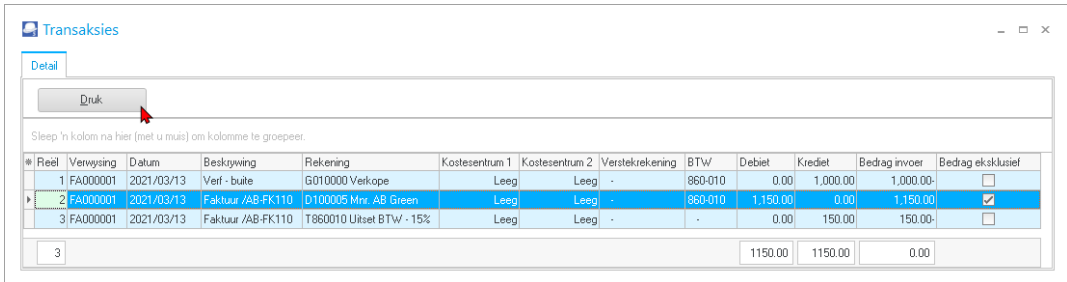 Transaksies
Detail
Druk
Sleep 'n kolom na hier (met u muis) om kolomme te groepeer.
Reël Verwysing Datum Beskrywing Rekening Kostesentrum 1 Kostesentrum 2 Verstekrekening BTW Debiet Krediet Bedrag invoer Bedrag eksklusief
1 FA000001 2021/03/13 Verf - buite G010000 Verkope Leeg Leeg - 860-010 0.00 1,000.00 1,000.00-
2 FA000001 2021/03/13 Faktuur /AB-FK110 D100005 Mnr. AB Green Leeg Leeg - 860-010 1,150.00 0.00 1,150.00
3 FA000001 2021/03/13 Faktuur /AB-FK110 T860010 Uitset BTW - 15% Leeg Leeg - - 0.00 150.00 150.00-
3 1150.00 1150.00 0.00